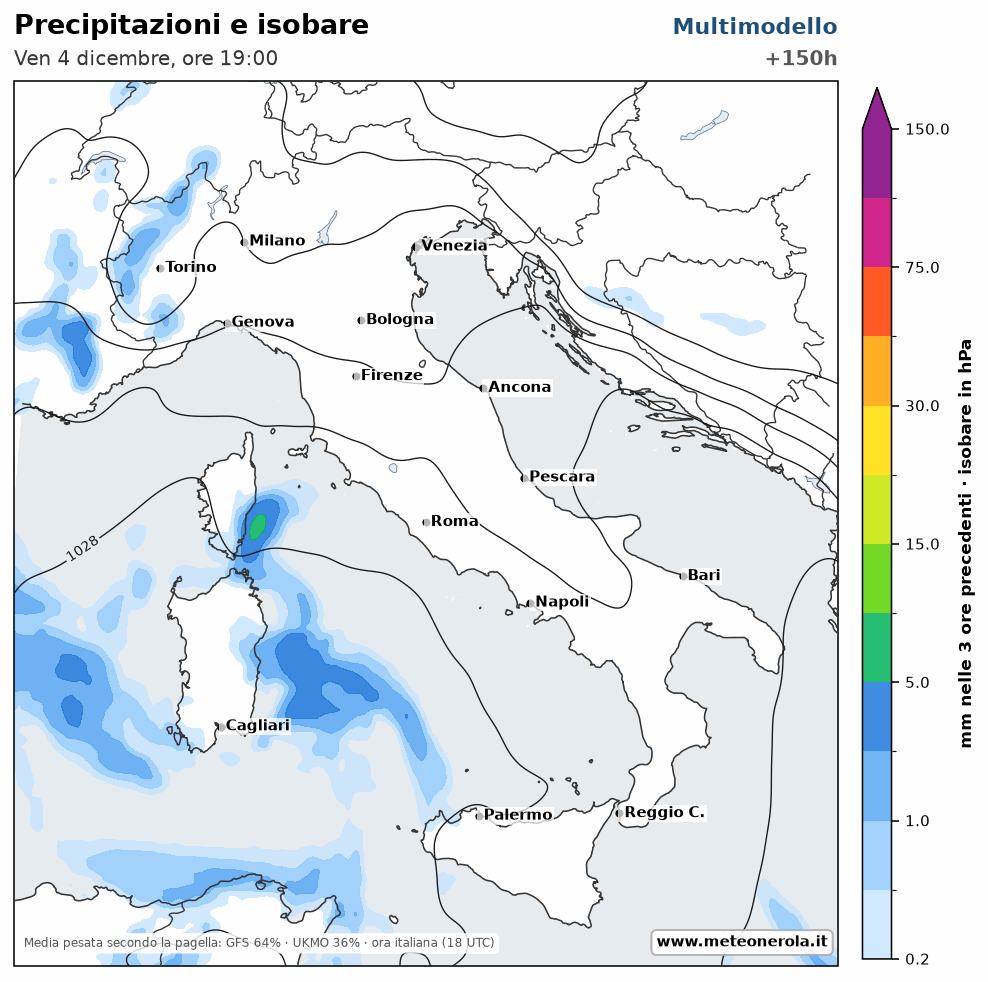 Precipitazioni e isobare
Multimodello
Ven 4 dicembre, ore 19:00
+150h
150.0
75.0
30.0
15.0
5.0
1.0
0.2
mm nelle 3 ore precedenti · isobare in hPa
Milano
Venezia
Torino
Genova
Bologna
Firenze
Ancona
Pescara
Roma
1028
Bari
Napoli
Cagliari
Palermo
Reggio C.
Media pesata secondo la pagella: GFS 64% · UKMO 36% · ora italiana (18 UTC)
www.meteonerola.it